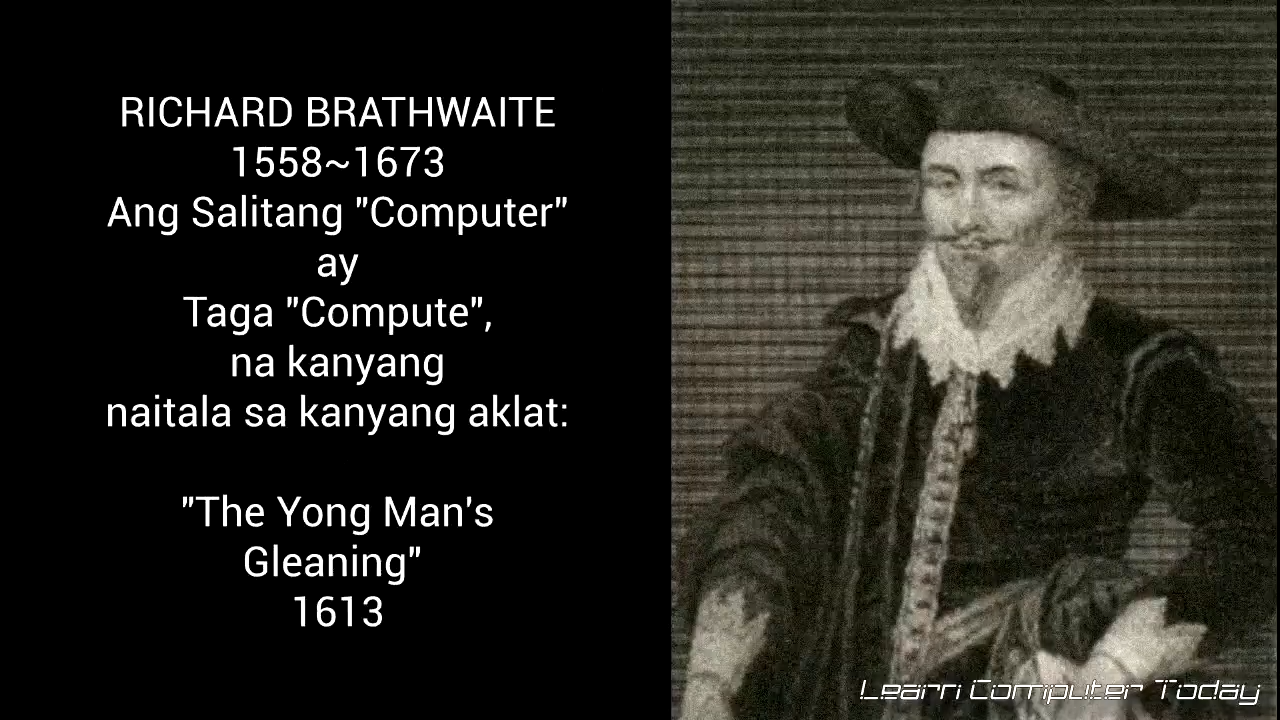 RICHARD BRATHWAITE
1558~1673
Ang Salitang "Computer"
ay
Taga "Compute",
na kanyang
naitala sa kanyang aklat:
"The Yong Man's
Gleaning"
1613
Learn Computer Today